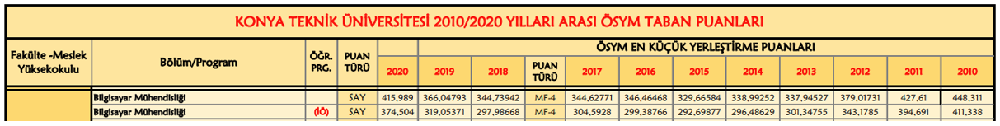 KONYA TEKNİK ÜNİVERSİTESİ 2010/2020 YILLARI ARASI ÖSYM TABAN PUANLARI
Fakülte -Meslek Yüksekokulu Bölüm/Program ÖĞR. PRG. PUAN TÜRÜ ÖSYM EN KÜÇÜK YERLEŞTİRME PUANLARI
2020 2019 2018 PUAN TÜRÜ 2017 2016 2015 2014 2013 2012 2011 2010
Bilgisayar Mühendisliği SAY 415,989 366,04793 344,73942 MF-4 344,62771 346,46468 329,66584 338,99252 337,94527 379,01731 427,61 448,311
Bilgisayar Mühendisliği (İÖ) SAY 374,504 319,05371 297,98668 MF-4 304,5928 299,38766 292,69877 296,48629 301,34755 343,1785 394,691 411,338